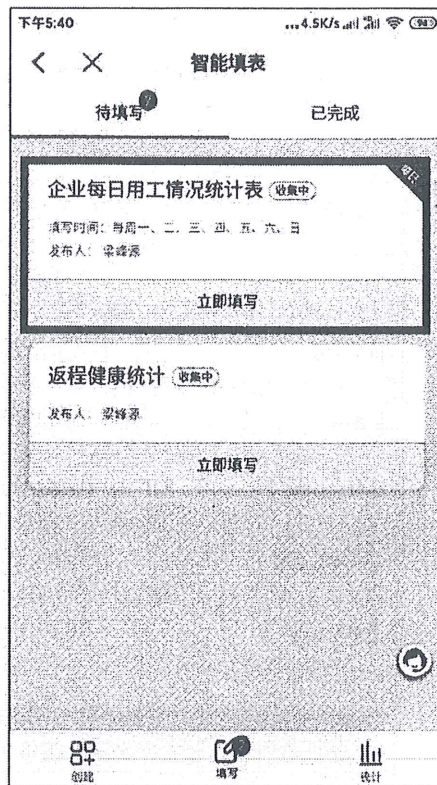 下午5:40
...4.5K/s
94
智能填表
待填写
已完成
每日
企业每日用工情况统计表 收集中
填写时间：每周一、二、三、四、五、六、日
发布人：梁峰源
立即填写
返程健康统计 收集中
发布人：梁峰源
立即填写
创建
填写
统计